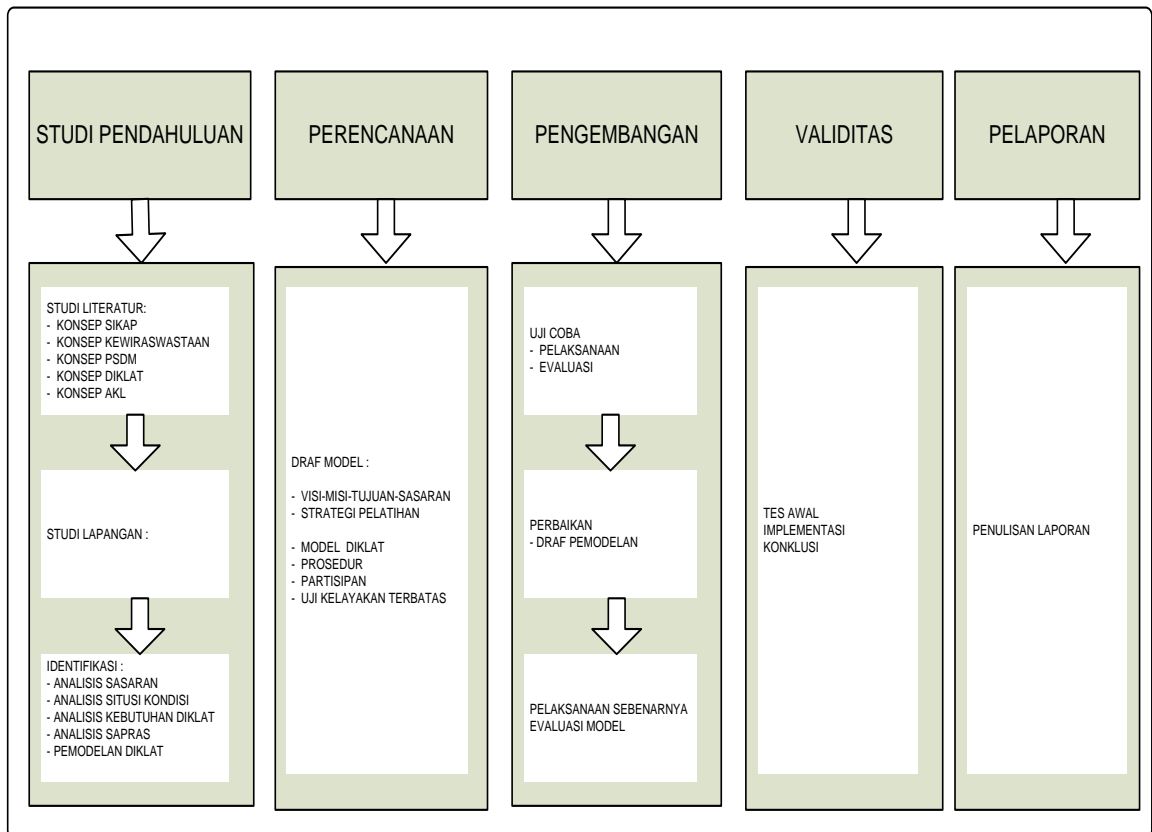 STUDI PENDAHULUAN
STUDI LITERATUR:
- KONSEP SIKAP
- KONSEP KEWIRASWASTAAN
- KONSEP PSDM
- KONSEP DIKLAT
- KONSEP AKL
STUDI LAPANGAN :
IDENTIFIKASI :
- ANALISIS SASARAN
- ANALISIS SITUSI KONDISI
- ANALISIS KEBUTUHAN DIKLAT
- ANALISIS SAPRAS
- PEMODELAN DIKLAT
PERENCANAAN
DRAF MODEL :
- VISI-MISI-TUJUAN-SASARAN
- STRATEGI PELATIHAN
- MODEL DIKLAT
- PROSEDUR
- PARTISIPAN
- UJI KELAYAKAN TERBATAS
PENGEMBANGAN
UJI COBA
- PELAKSANAAN
- EVALUASI
PERBAIKAN
- DRAF PEMODELAN
PELAKSANAAN SEBENARNYA
EVALUASI MODEL
VALIDITAS
TES AWAL
IMPLEMENTASI
KONKLUSI
PELAPORAN
PENULISAN LAPORAN